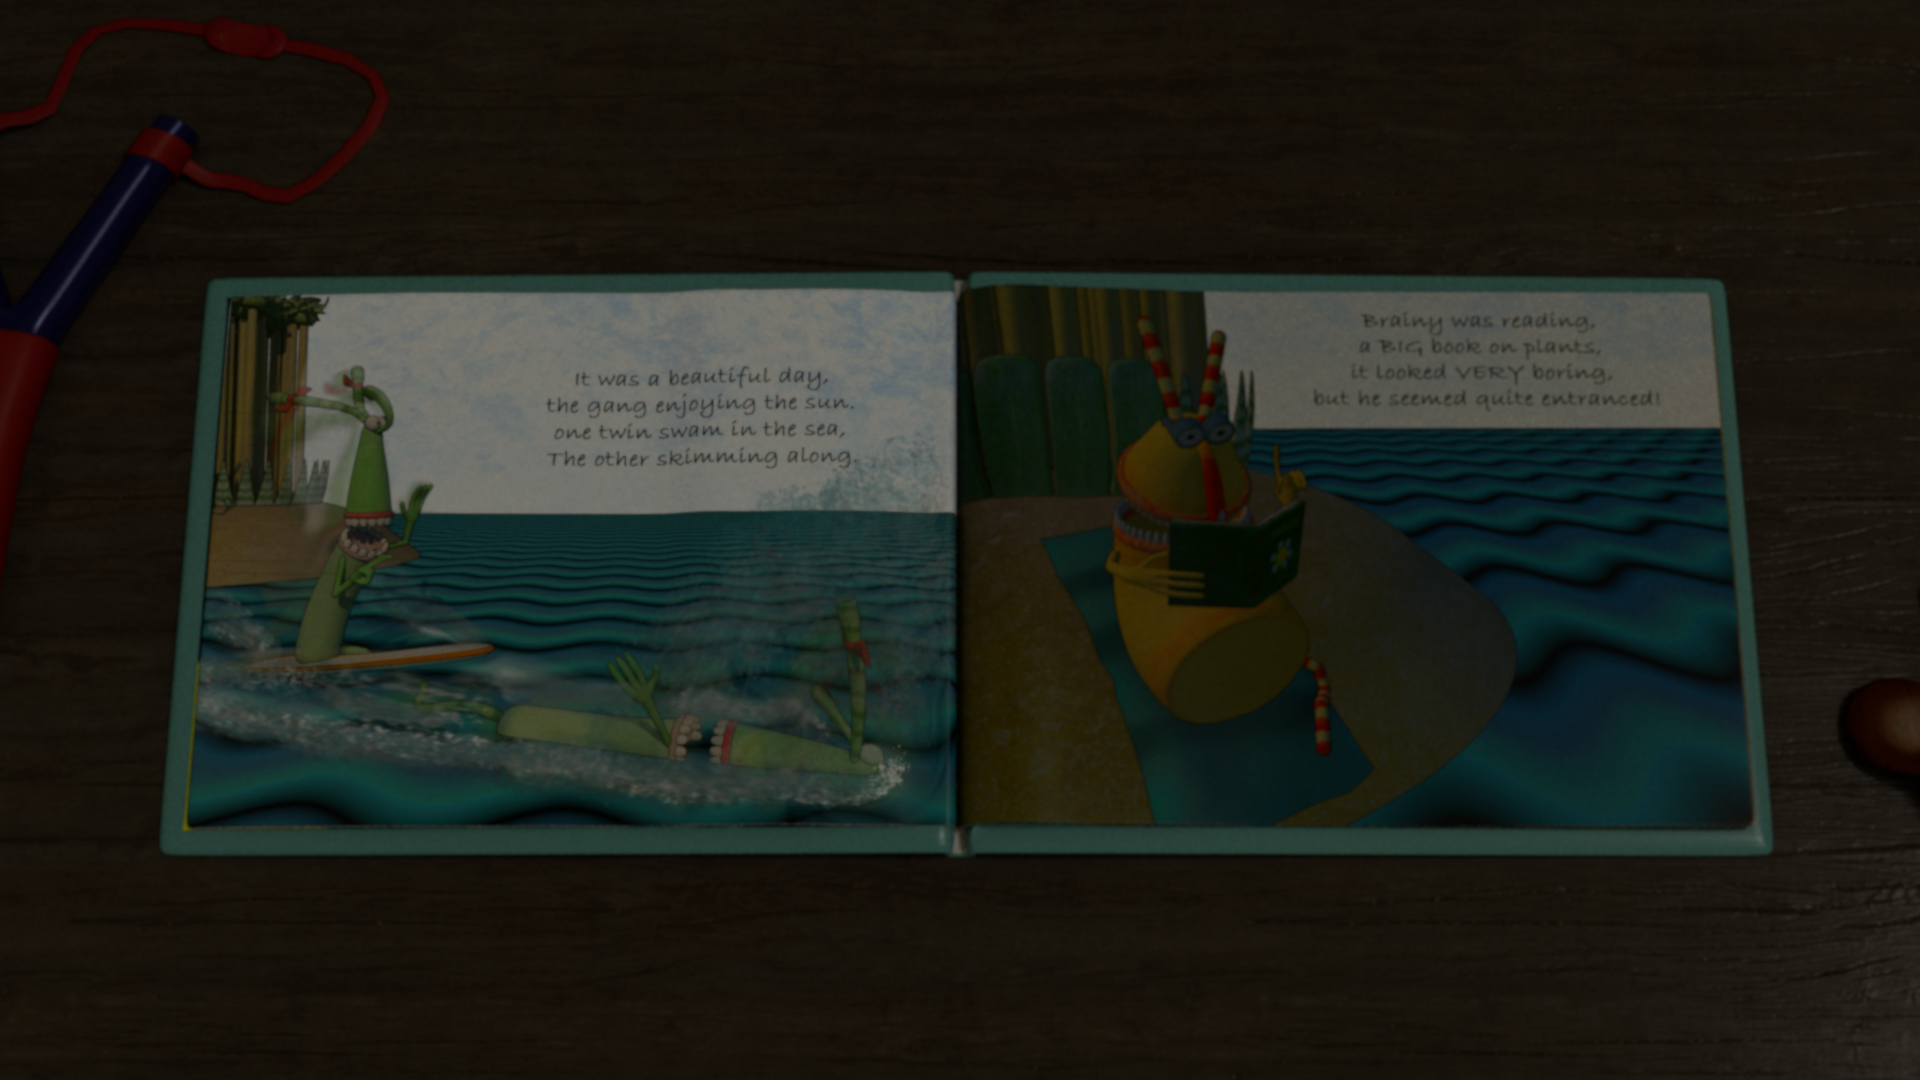 It was a beautiful day,
the gang enjoying the sun.
one twin swam in the sea,
The other skimming along.
Brainy was reading,
a BIG book on plants,
it looked VERY boring,
but he seemed quite entranced!